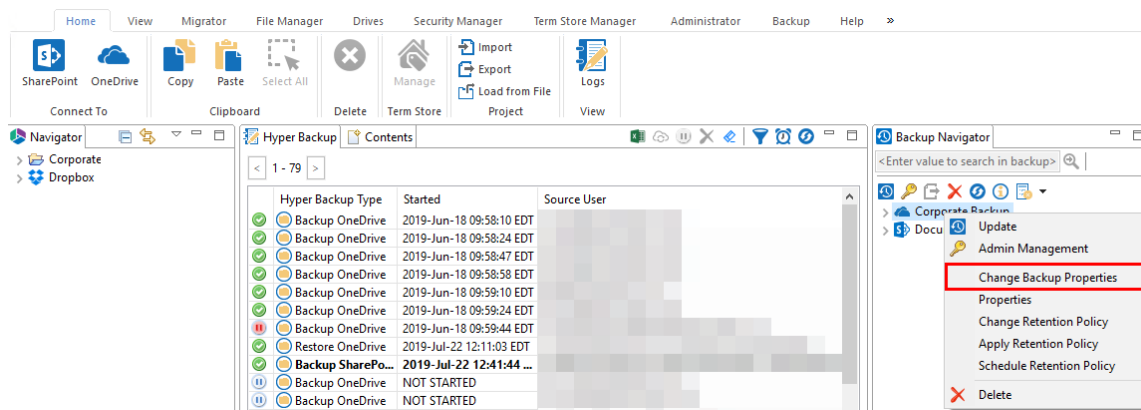 Home View Migrator File Manager Drives Security Manager Term Store Manager Administrator Backup Help »
SharePoint OneDrive Copy Paste Select All Manage Import Export Load from File Logs
Connect To Clipboard Delete Term Store Project View
Navigator
Corporate
Dropbox
Hyper Backup Contents
< 1 - 79 >
Hyper Backup Type Started Source User
Backup OneDrive 2019-Jun-18 09:58:10 EDT
Backup OneDrive 2019-Jun-18 09:58:24 EDT
Backup OneDrive 2019-Jun-18 09:58:47 EDT
Backup OneDrive 2019-Jun-18 09:58:58 EDT
Backup OneDrive 2019-Jun-18 09:59:10 EDT
Backup OneDrive 2019-Jun-18 09:59:24 EDT
Backup OneDrive 2019-Jun-18 09:59:44 EDT
Restore OneDrive 2019-Jul-22 12:11:03 EDT
Backup SharePo... 2019-Jul-22 12:41:44 ...
Backup OneDrive NOT STARTED
Backup OneDrive NOT STARTED
Backup Navigator
<Enter value to search in backup>
Corporate Backup
Docu
Update
Admin Management
Change Backup Properties
Properties
Change Retention Policy
Apply Retention Policy
Schedule Retention Policy
Delete